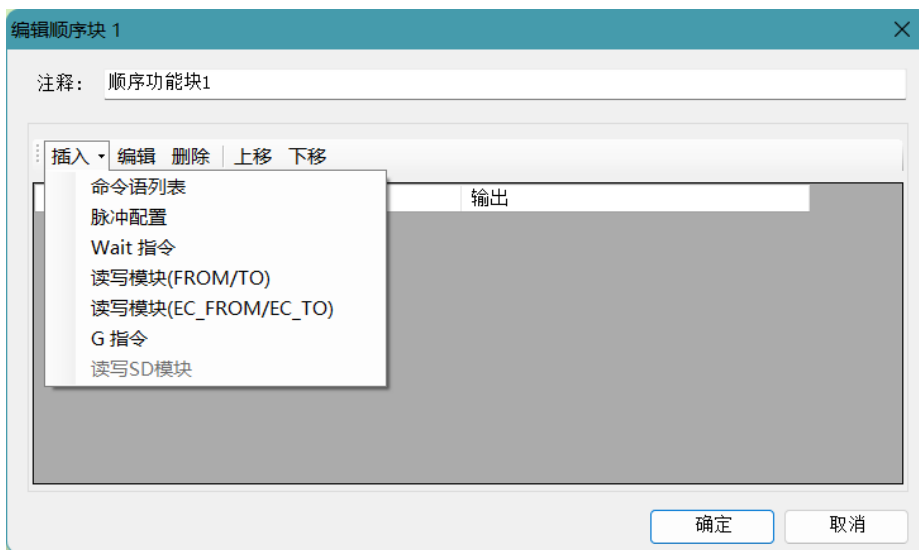 编辑顺序块 1
注释： 顺序功能块1
插入 编辑 删除 上移 下移
输出
命令语列表
脉冲配置
Wait 指令
读写模块(FROM/TO)
读写模块(EC_FROM/EC_TO)
G 指令
读写SD模块
确定 取消